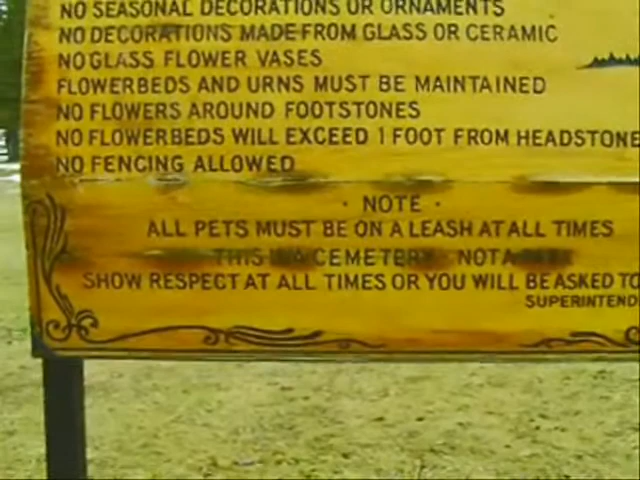 NO SEASONAL DECORATIONS OR ORNAMENTS
NO DECORATIONS MADE FROM GLASS OR CERAMIC
NO GLASS FLOWER VASES
FLOWERBEDS AND URNS MUST BE MAINTAINED
NO FLOWERS AROUND FOOTSTONES
NO FLOWERBEDS WILL EXCEED 1 FOOT FROM HEADSTONE
NO FENCING ALLOWED
· NOTE ·
ALL PETS MUST BE ON A LEASH AT ALL TIMES
THIS IS A CEMETERY NOT A PARK
SHOW RESPECT AT ALL TIMES OR YOU WILL BE ASKED TO
SUPERINTEND